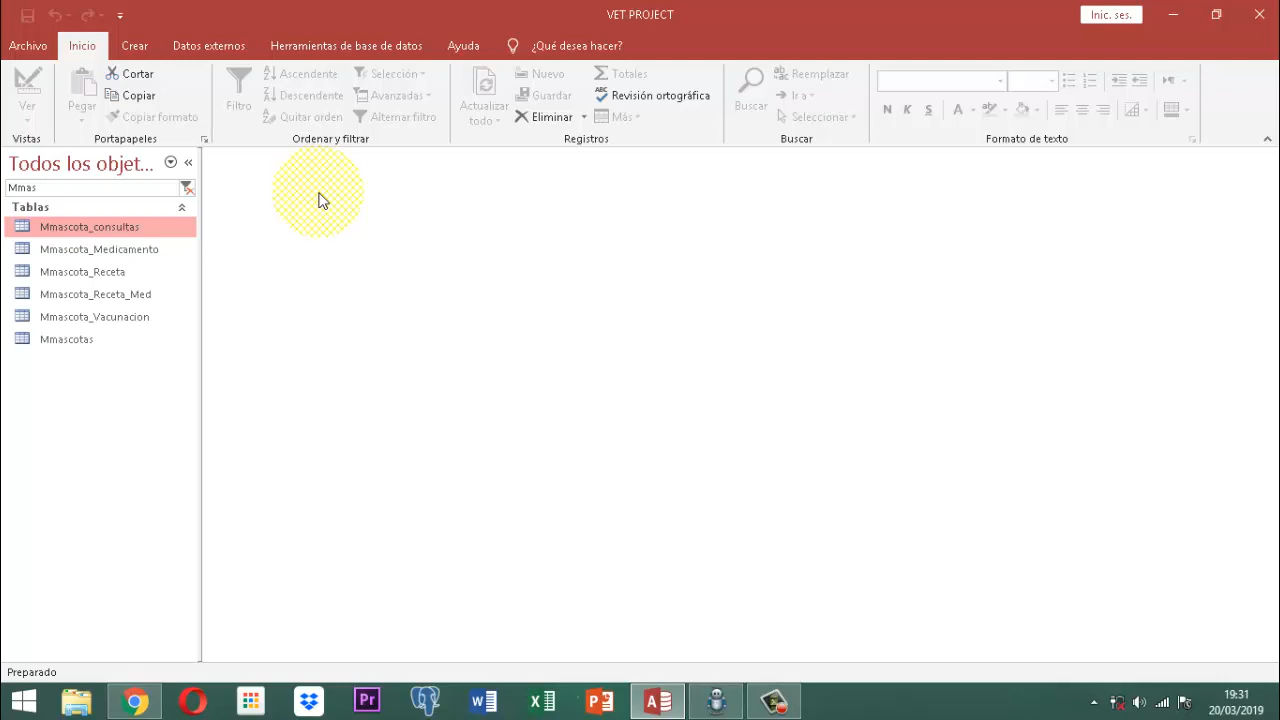 VET PROJECT
Inic. ses.
Archivo
Inicio
Crear
Datos externos
Herramientas de base de datos
Ayuda
¿Qué desea hacer?
Ver
Vistas
Pegar
Cortar
Copiar
Copiar formato
Portapapeles
Filtro
Ascendente
Descendente
Quitar orden
Selección
Avanzadas
Alternar filtro
Ordenar y filtrar
Actualizar
todo
Nuevo
Guardar
Eliminar
Totales
Revisión ortográfica
Más
Registros
Buscar
Reemplazar
Ir a
Seleccionar
Buscar
N K S
A
Formato de texto
Todos los objet...
Mmas
Tablas
Mmascota_consultas
Mmascota_Medicamento
Mmascota_Receta
Mmascota_Receta_Med
Mmascota_Vacunacion
Mmascotas
Preparado
Pr
19:31
20/03/2019